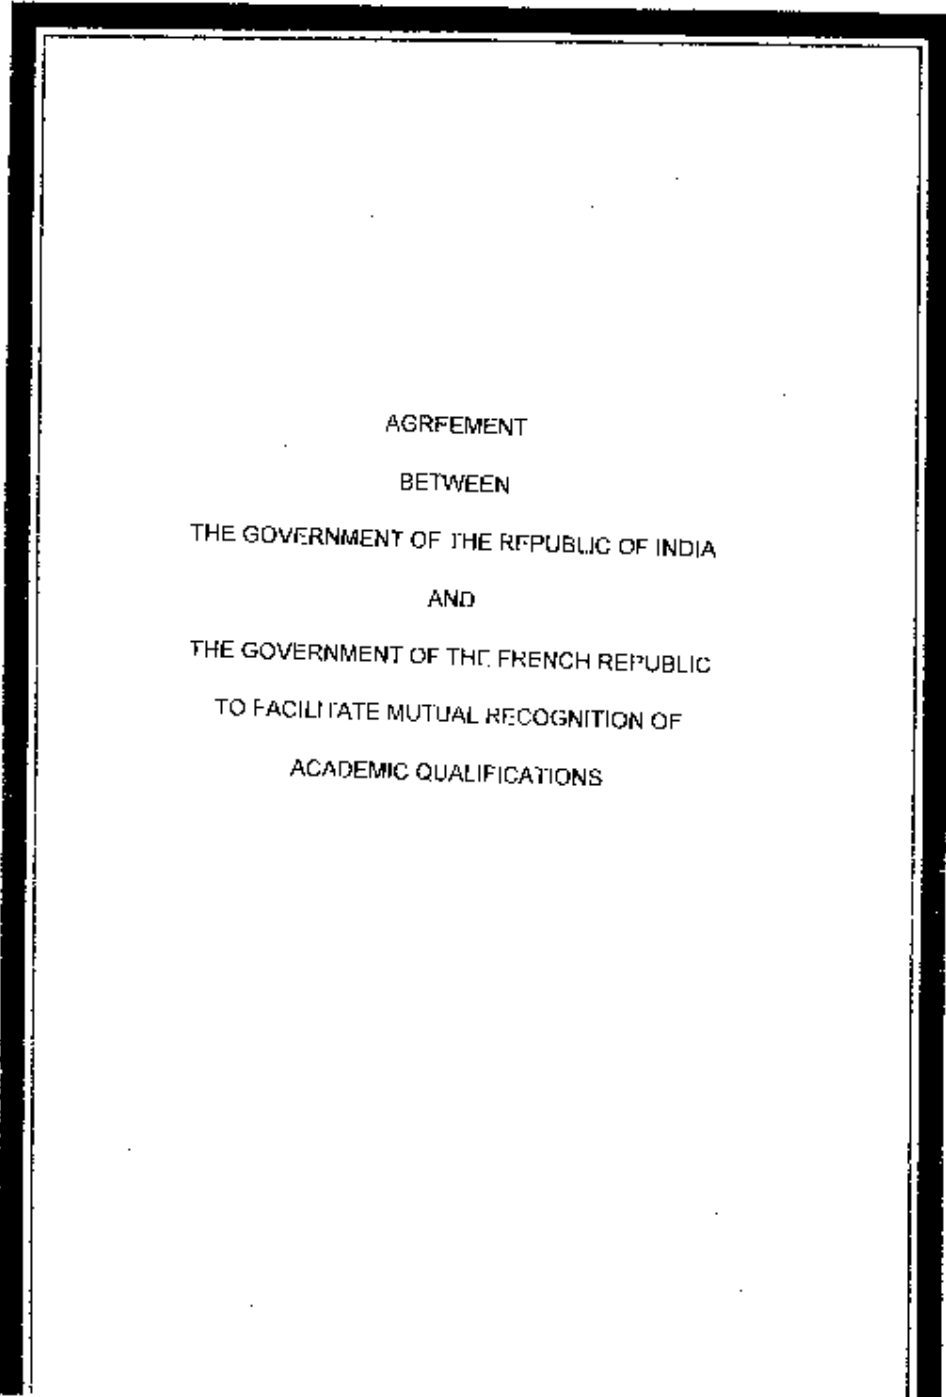 AGREEMENT
BETWEEN
THE GOVERNMENT OF THE REPUBLIC OF INDIA
AND
THE GOVERNMENT OF THE FRENCH REPUBLIC
TO FACILITATE MUTUAL RECOGNITION OF
ACADEMIC QUALIFICATIONS